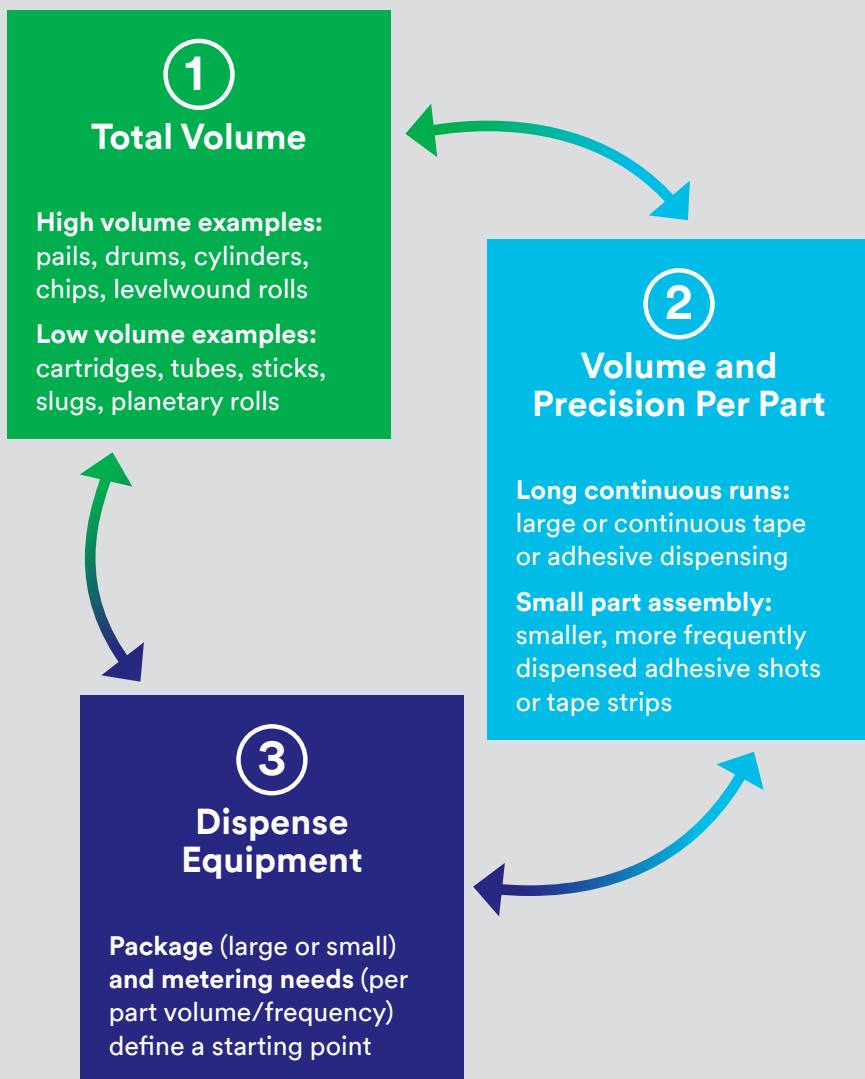 1
Total Volume
High volume examples:
pails, drums, cylinders,
chips, levelwound rolls
Low volume examples:
cartridges, tubes, sticks,
slugs, planetary rolls
2
Volume and
Precision Per Part
Long continuous runs:
large or continuous tape
or adhesive dispensing
Small part assembly:
smaller, more frequently
dispensed adhesive shots
or tape strips
3
Dispense
Equipment
Package (large or small)
and metering needs (per
part volume/frequency)
define a starting point